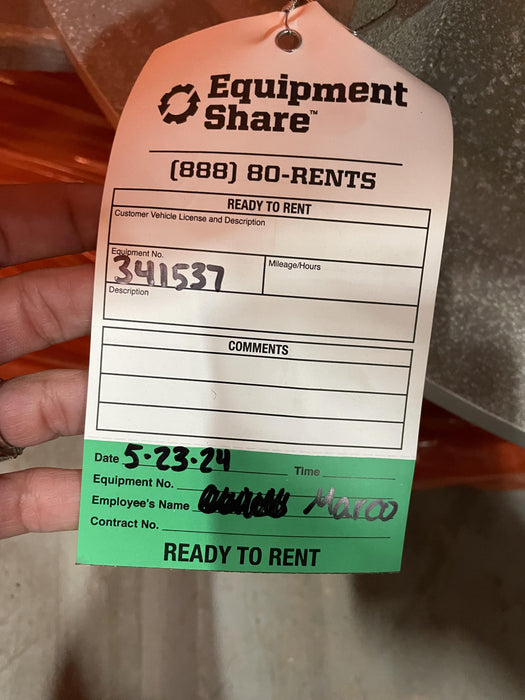 Equipment
Share™
(888) 80-RENTS
READY TO RENT
Customer Vehicle License and Description
Equipment No.
341537
Mileage/Hours
Description
COMMENTS
Date 5-23-24 Time
Equipment No.
Employee's Name Marco
Contract No.
READY TO RENT